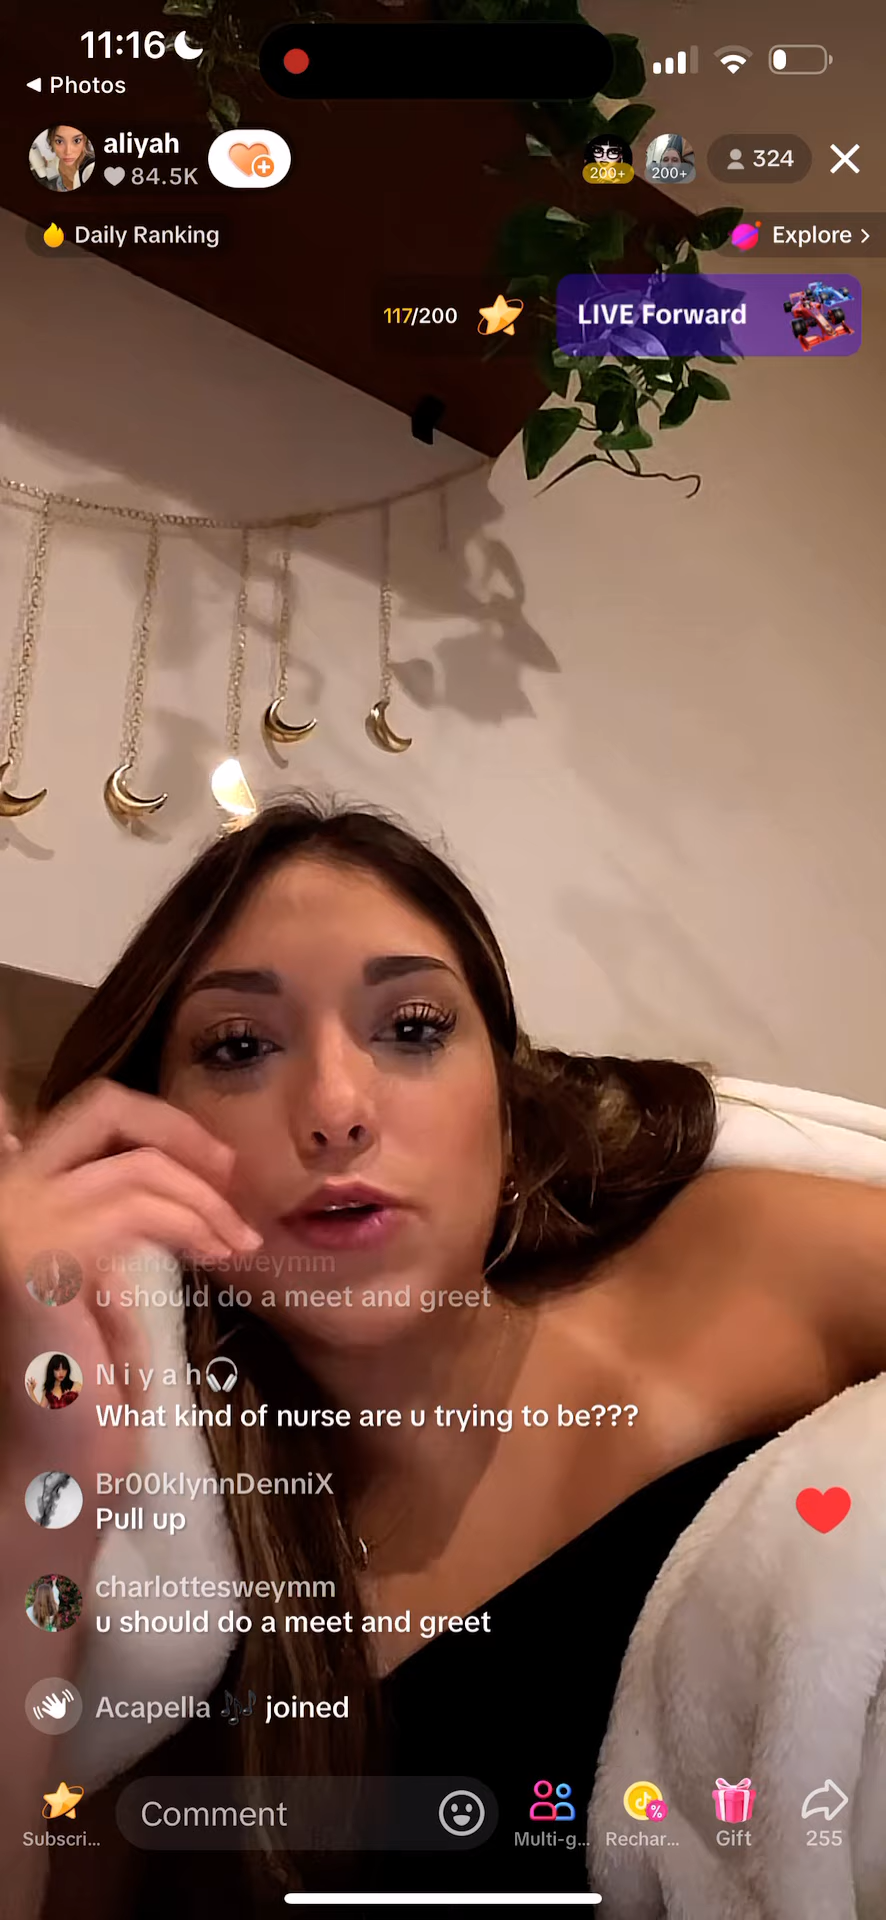 11:16
Photos
aliyah
84.5K
200+
200+
324
Daily Ranking
Explore
117/200
LIVE Forward
charlottesweymm
u should do a meet and greet
N i y a h🎧
What kind of nurse are u trying to be???
Br00klynnDenniX
Pull up
charlottesweymm
u should do a meet and greet
Acapella 🎶 joined
Comment
Subscri...
Multi-g...
Rechar...
Gift
255